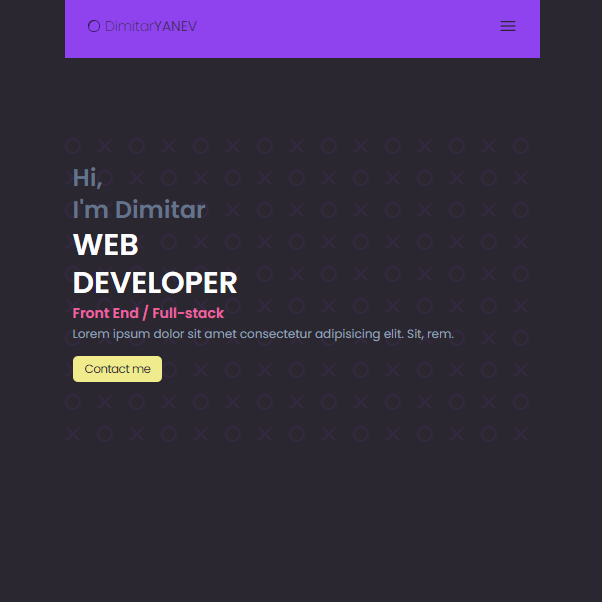 DimitarYANEV
Hi,
I'm Dimitar
WEB
DEVELOPER
Front End / Full-stack
Lorem ipsum dolor sit amet consectetur adipisicing elit. Sit, rem.
Contact me